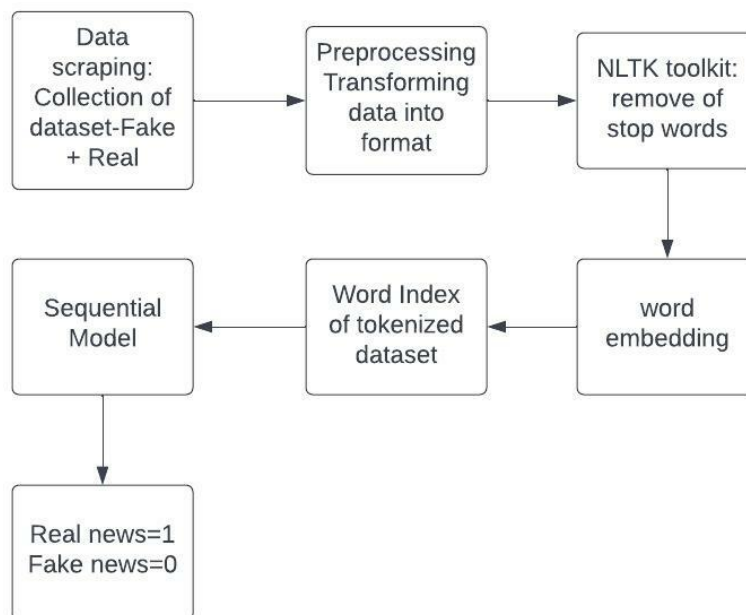 Data
scraping:
Collection of
dataset-Fake
+ Real
Preprocessing
Transforming
data into
format
NLTK toolkit:
remove of
stop words
word
embedding
Word Index
of tokenized
dataset
Sequential
Model
Real news=1
Fake news=0